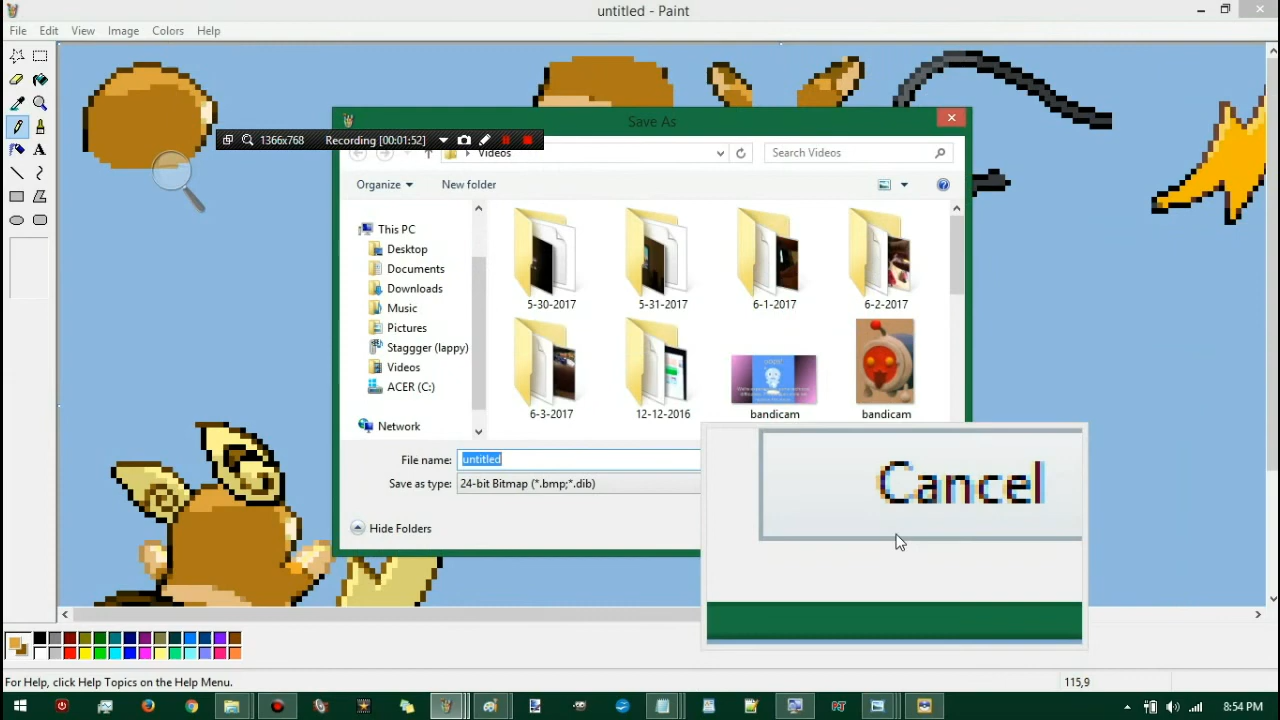 untitled - Paint
File Edit View Image Colors Help
Save As
1366x768 Recording [00:01:52]
Videos
Search Videos
Organize New folder
This PC
Desktop
Documents
Downloads
Music
Pictures
Staggger (lappy)
Videos
ACER (C:)
Network
5-30-2017 5-31-2017 6-1-2017 6-2-2017
6-3-2017 12-12-2016 bandicam bandicam
File name: untitled
Save as type: 24-bit Bitmap (*.bmp;*.dib)
Hide Folders
Cancel
For Help, click Help Topics on the Help Menu.
115,9
8:54 PM